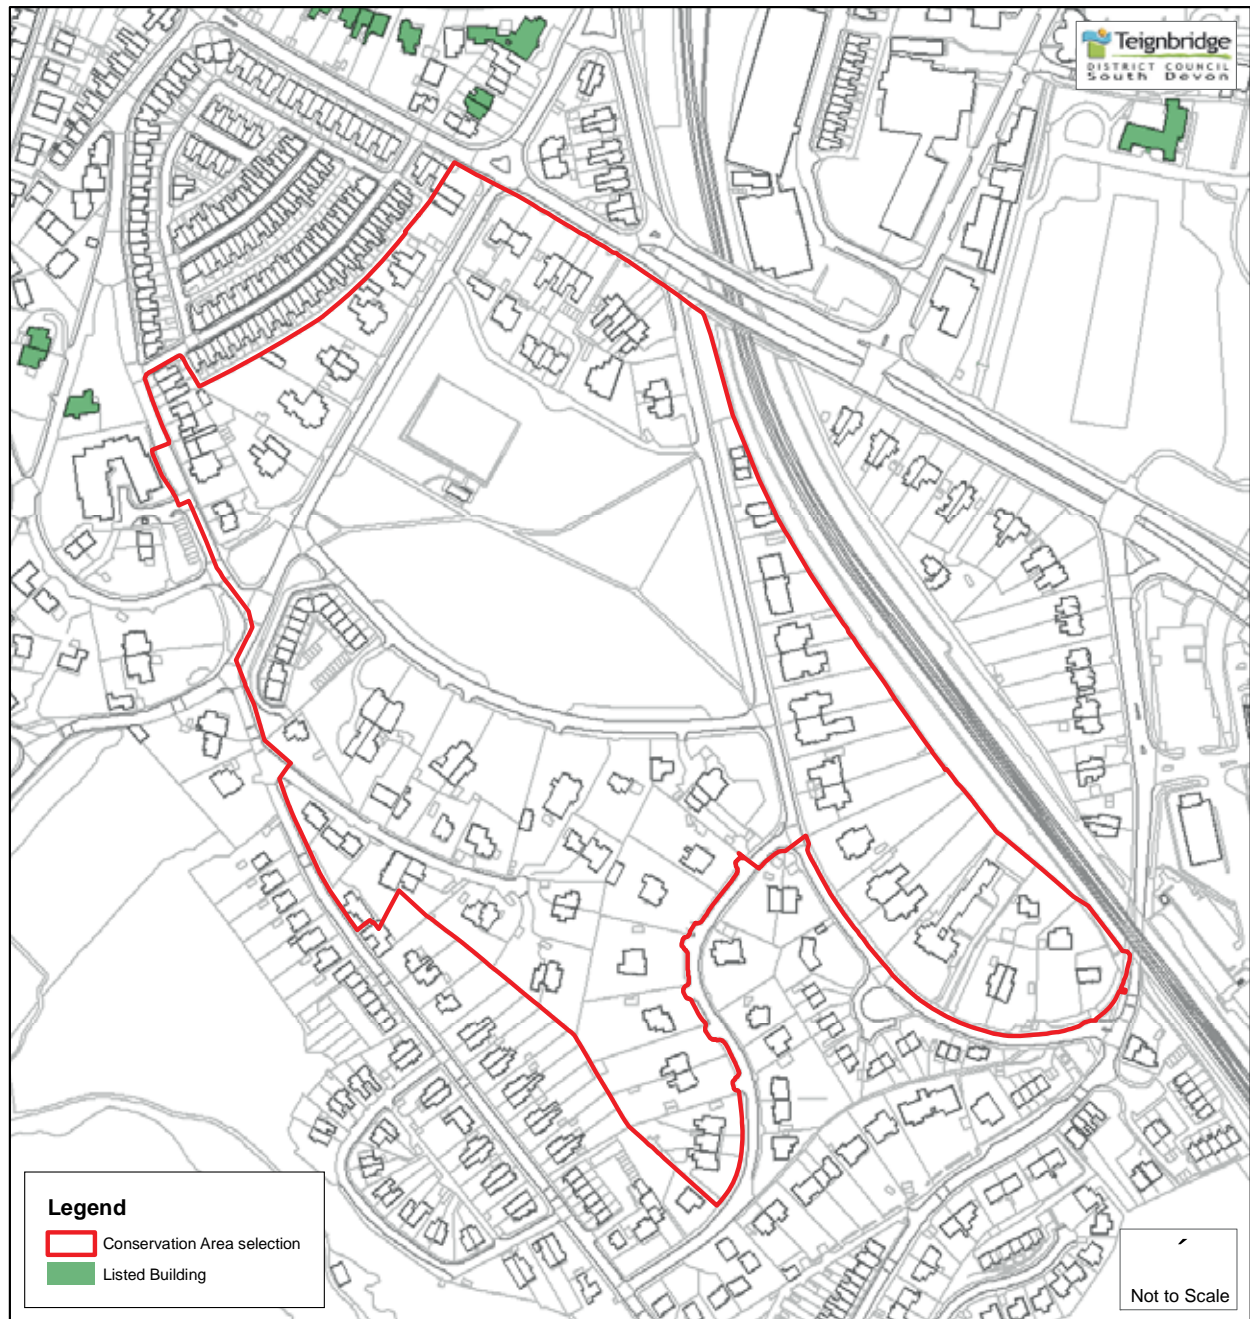 Teignbridge
DISTRICT COUNCIL
South Devon
Legend
Conservation Area selection
Listed Building
Not to Scale